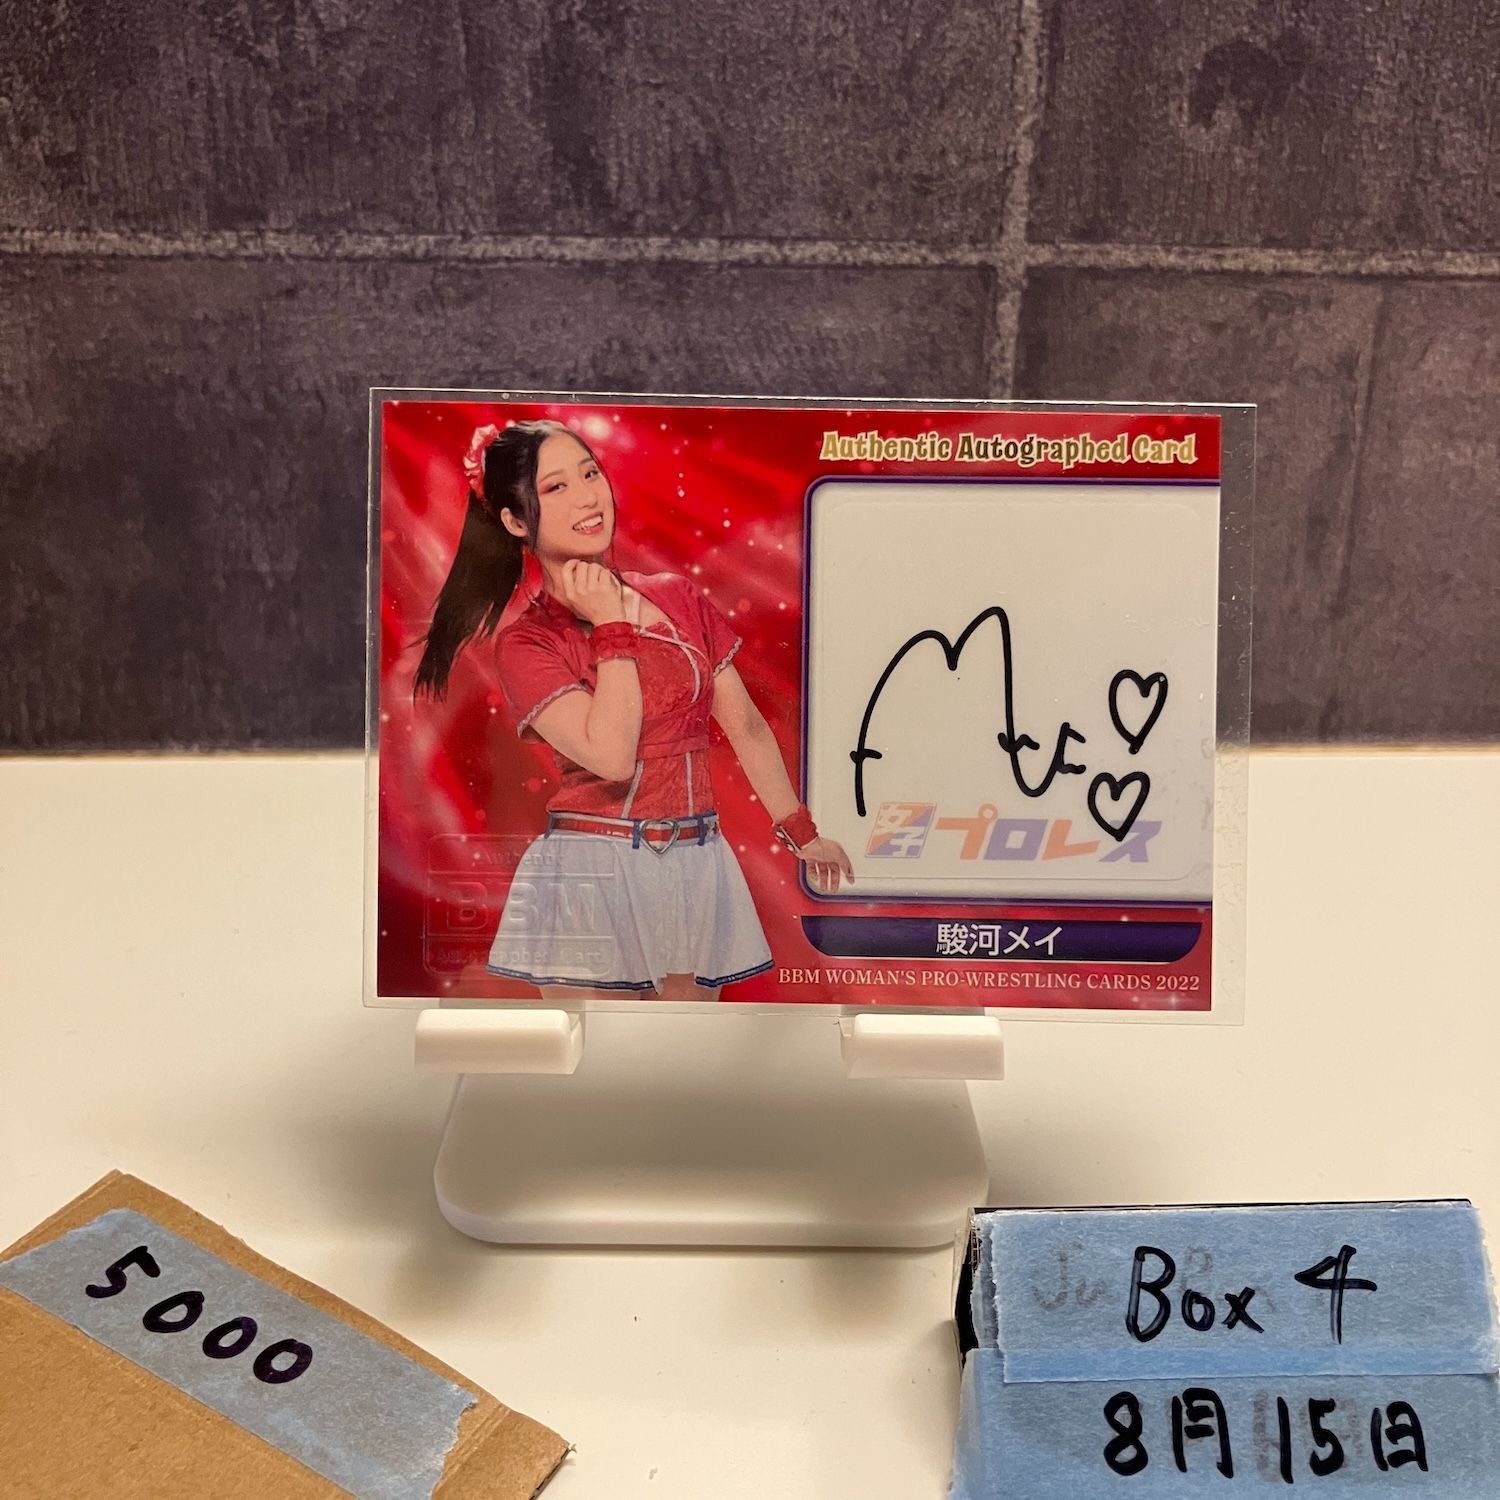 Authentic Autographed Card
Mei
女子プロレス
Authentic
BBM
Autographed Card
駿河メイ
BBM WOMAN'S PRO-WRESTLING CARDS 2022
5000
Box 4
8月15日